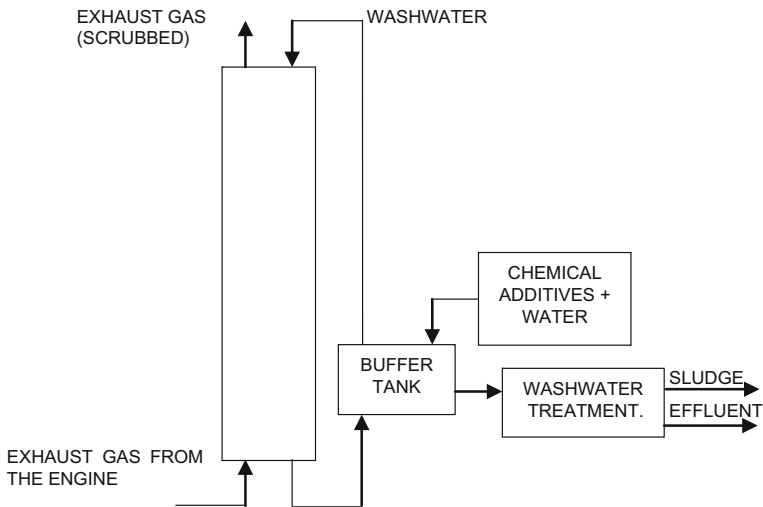 EXHAUST GAS
(SCRUBBED)
WASHWATER
CHEMICAL
ADDITIVES +
WATER
BUFFER
TANK
WASHWATER
TREATMENT.
SLUDGE
EFFLUENT
EXHAUST GAS FROM
THE ENGINE